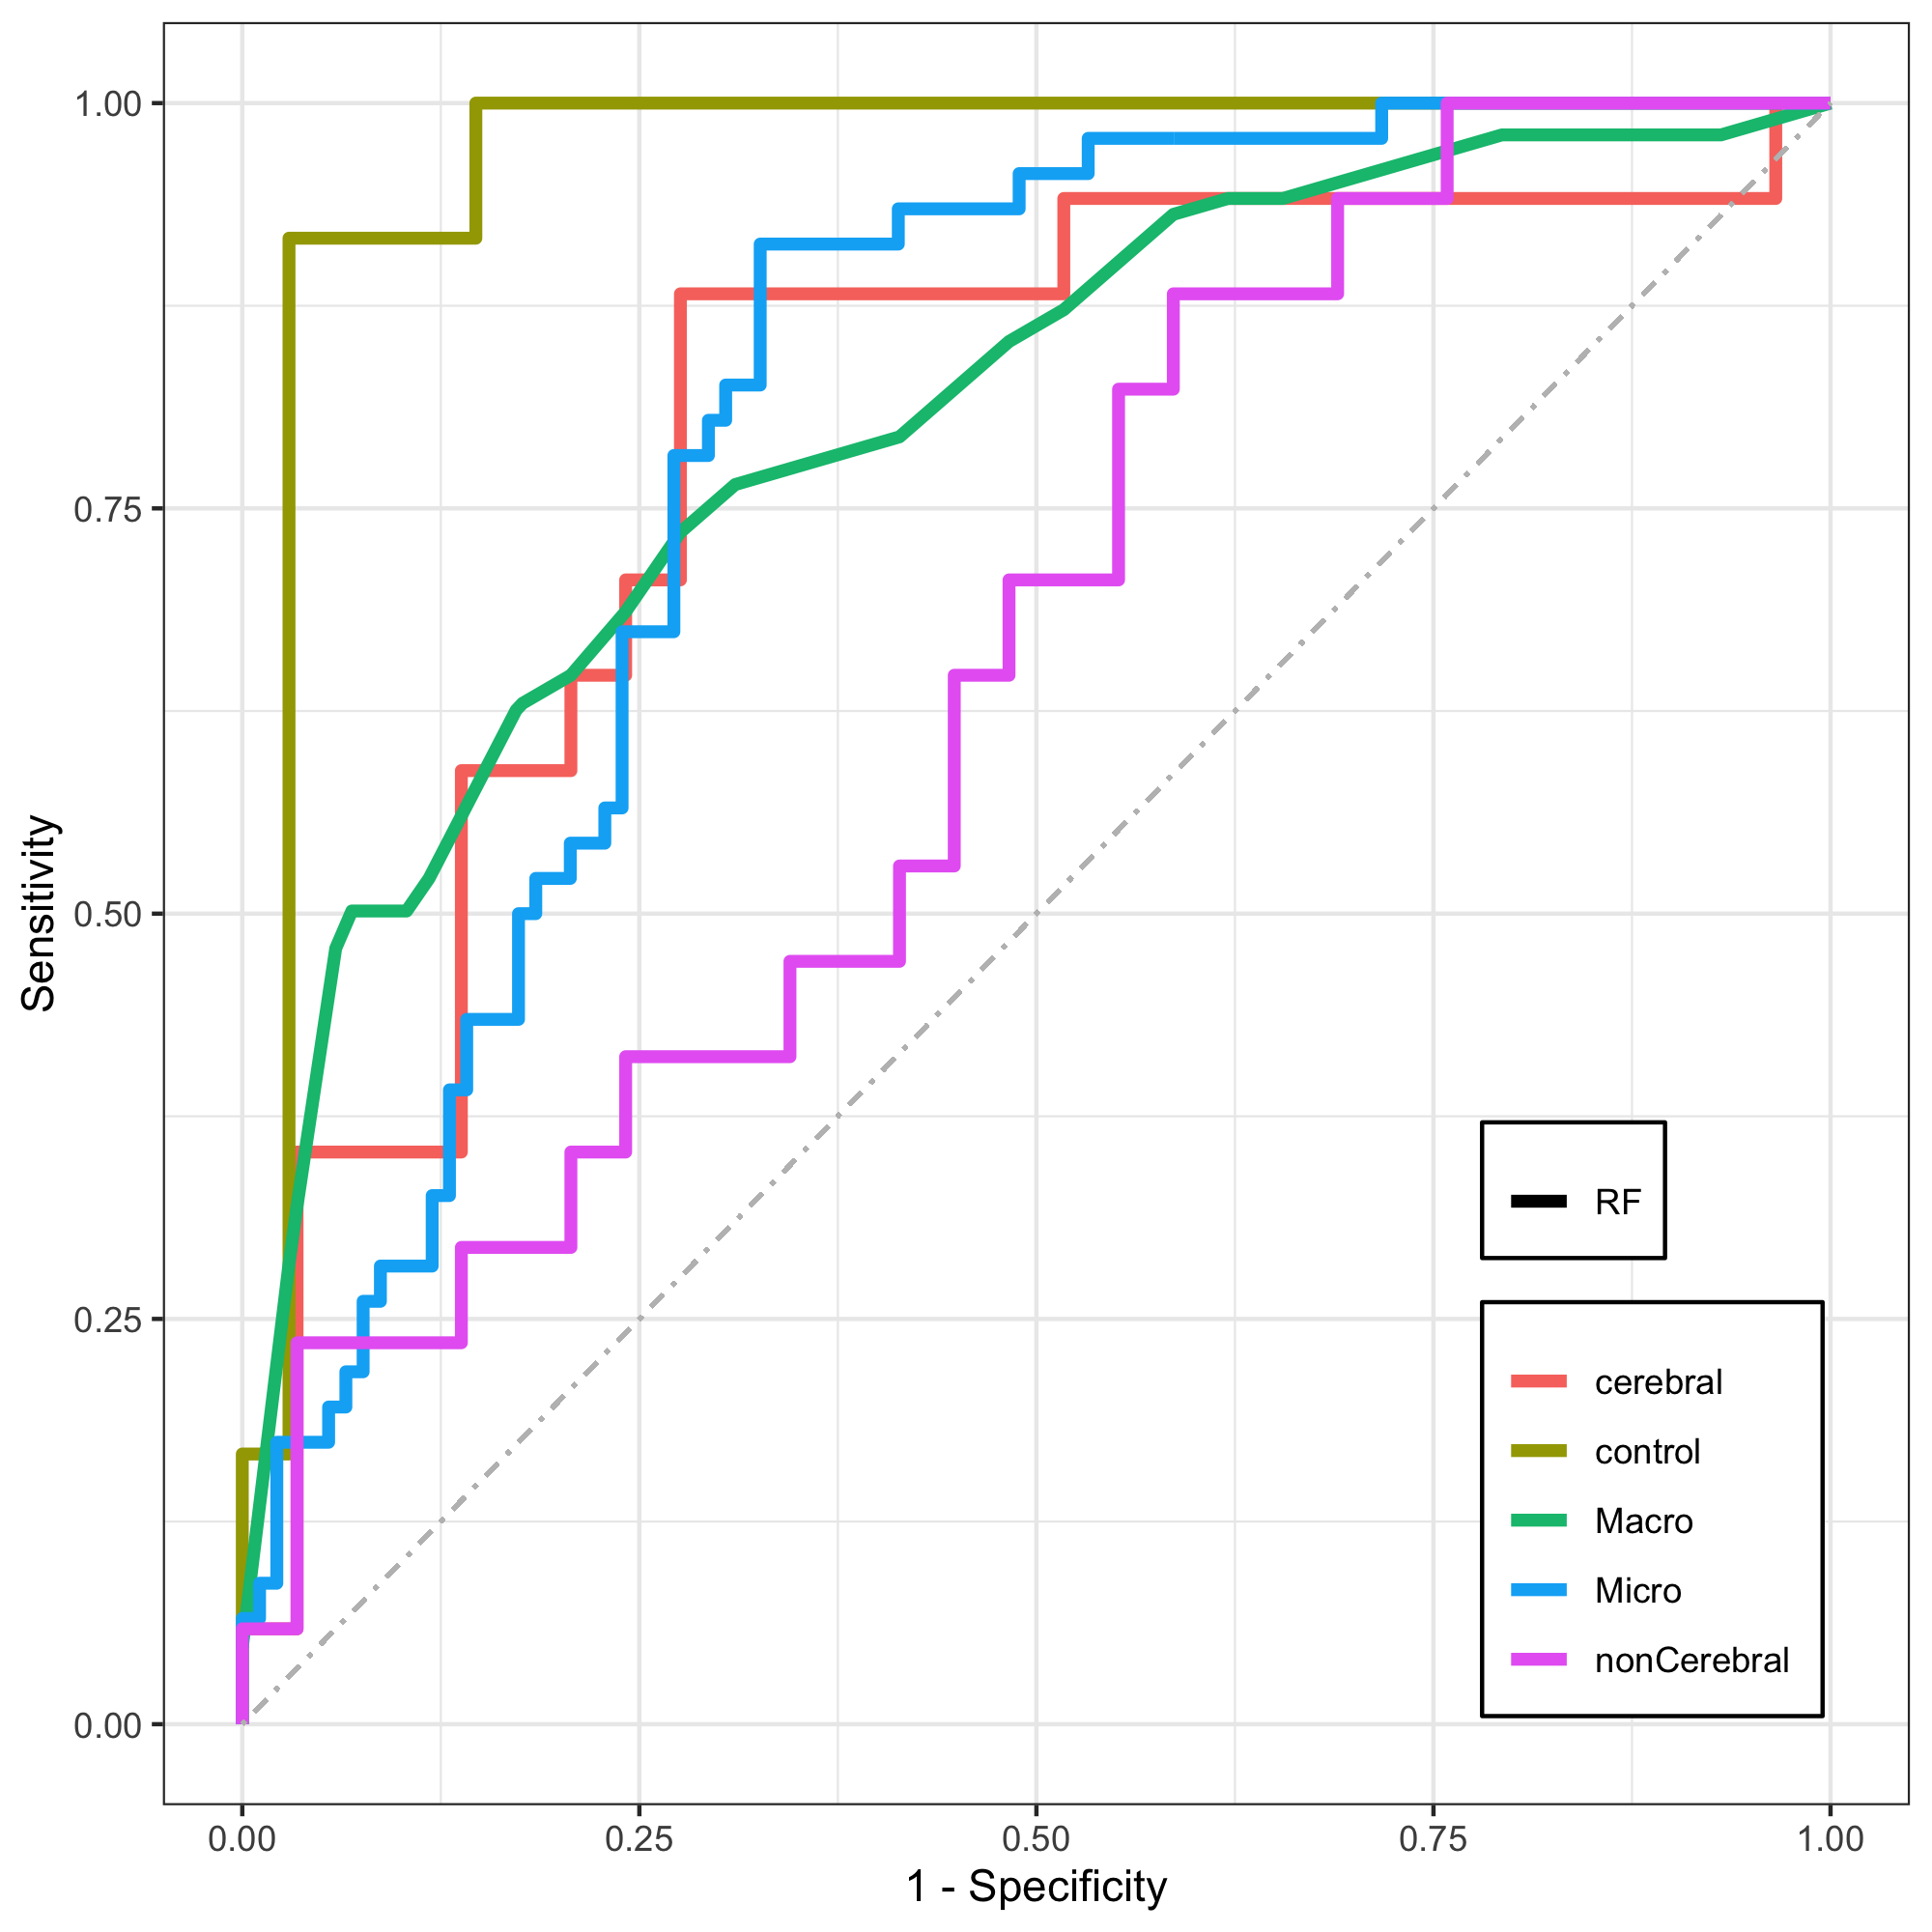 1.00
0.75
0.50
0.25
0.00
Sensitivity
0.00 0.25 0.50 0.75 1.00
1 - Specificity
RF
cerebral
control
Macro
Micro
nonCerebral